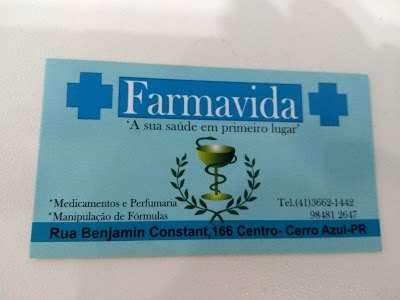 Farmavida
"A sua saúde em primeiro lugar"
*Medicamentos e Perfumaria
*Manipulação de Fórmulas
Tel.(41)3662-1442
98481 2647
Rua Benjamin Constant,166 Centro- Cerro Azul-PR